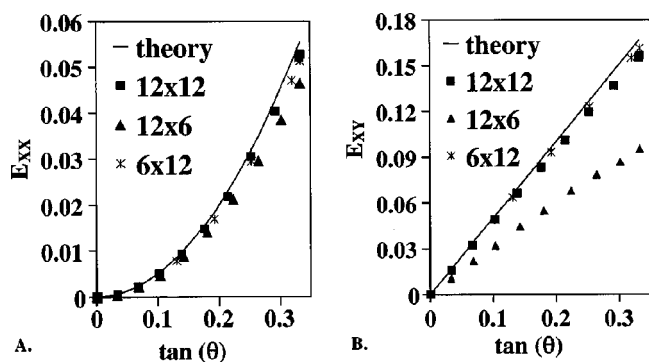 A.
0.06
0.05
0.04
0.03
0.02
0.01
0
E_XX
theory
12x12
12x6
6x12
0 0.1 0.2 0.3
tan (θ)
B.
0.18
0.15
0.12
0.09
0.06
0.03
0
E_XY
theory
12x12
12x6
6x12
0 0.1 0.2 0.3
tan (θ)